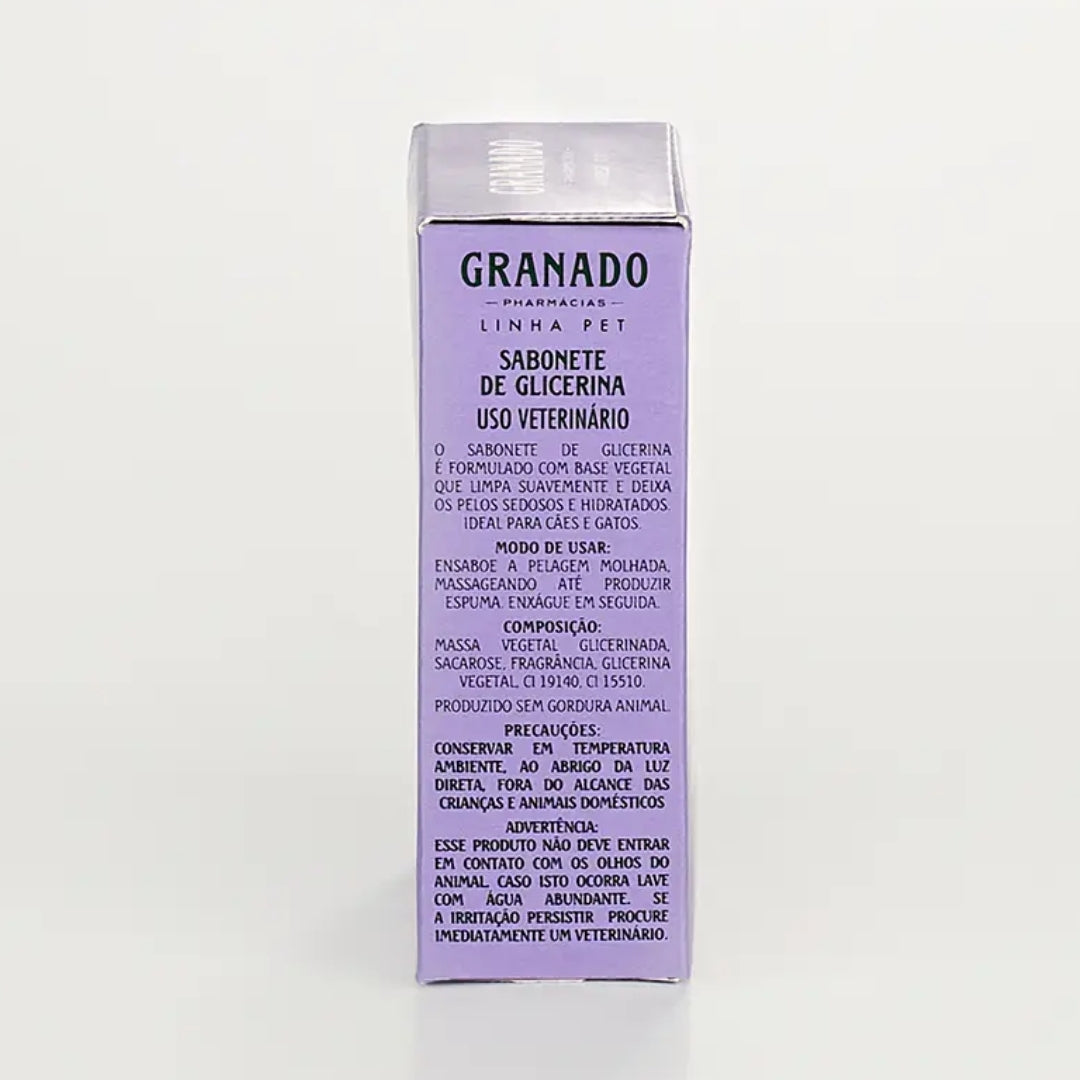 GRANADO
GRANADO
— PHARMÁCIAS —
LINHA PET
SABONETE
DE GLICERINA
USO VETERINÁRIO
O SABONETE DE GLICERINA
É FORMULADO COM BASE VEGETAL
QUE LIMPA SUAVEMENTE E DEIXA
OS PELOS SEDOSOS E HIDRATADOS.
IDEAL PARA CÃES E GATOS.
MODO DE USAR:
ENSABOE A PELAGEM MOLHADA,
MASSAGEANDO ATÉ PRODUZIR
ESPUMA. ENXÁGUE EM SEGUIDA.
COMPOSIÇÃO:
MASSA VEGETAL GLICERINADA,
SACAROSE, FRAGRÂNCIA, GLICERINA
VEGETAL, CI 19140, CI 15510.
PRODUZIDO SEM GORDURA ANIMAL.
PRECAUÇÕES:
CONSERVAR EM TEMPERATURA
AMBIENTE, AO ABRIGO DA LUZ
DIRETA, FORA DO ALCANCE DAS
CRIANÇAS E ANIMAIS DOMÉSTICOS
ADVERTÊNCIA:
ESSE PRODUTO NÃO DEVE ENTRAR
EM CONTATO COM OS OLHOS DO
ANIMAL. CASO ISTO OCORRA LAVE
COM ÁGUA ABUNDANTE. SE
A IRRITAÇÃO PERSISTIR PROCURE
IMEDIATAMENTE UM VETERINÁRIO.